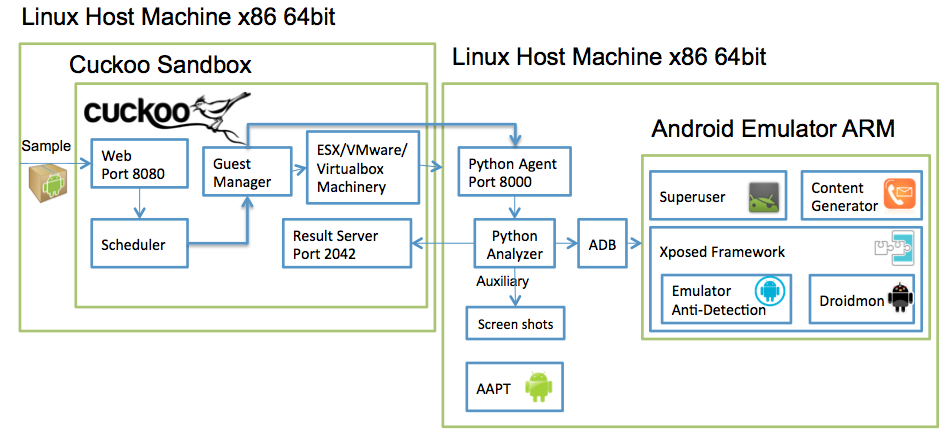 Linux Host Machine x86 64bit
Linux Host Machine x86 64bit
Cuckoo Sandbox
cuckoo
Sample
Web
Port 8080
Guest
Manager
ESX/VMware/
Virtualbox
Machinery
Scheduler
Result Server
Port 2042
Python Agent
Port 8000
Python
Analyzer
ADB
Auxiliary
Screen shots
AAPT
Android Emulator ARM
Superuser
Content
Generator
Xposed Framework
Emulator
Anti-Detection
Droidmon